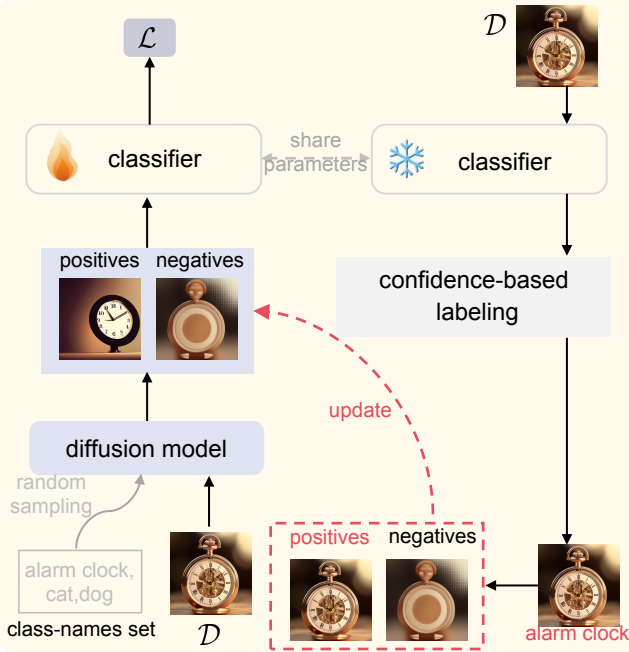 ℒ
𝒟
classifier
share
parameters
classifier
positives
negatives
confidence-based
labeling
update
diffusion model
random
sampling
alarm clock,
cat,dog
class-names set
𝒟
positives
negatives
alarm clock